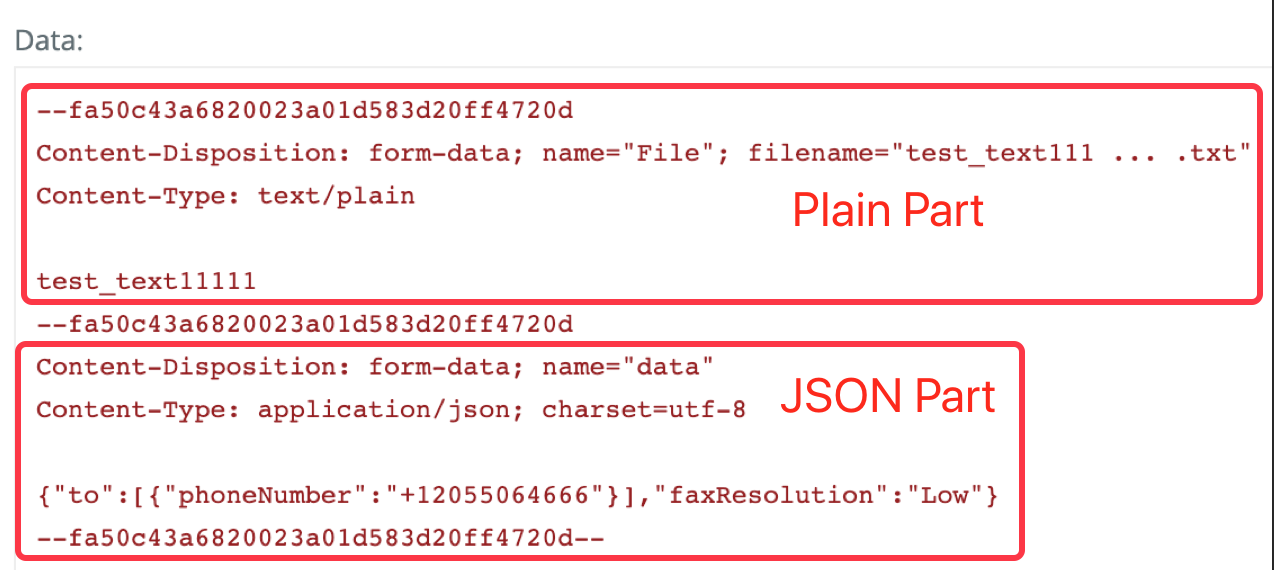 Data:
--fa50c43a6820023a01d583d20ff4720d
Content-Disposition: form-data; name="File"; filename="test_text111 ... .txt"
Content-Type: text/plain
Plain Part
test_text11111
--fa50c43a6820023a01d583d20ff4720d
Content-Disposition: form-data; name="data"
Content-Type: application/json; charset=utf-8
JSON Part
{"to":[{"phoneNumber":"+12055064666"}],"faxResolution":"Low"}
--fa50c43a6820023a01d583d20ff4720d--